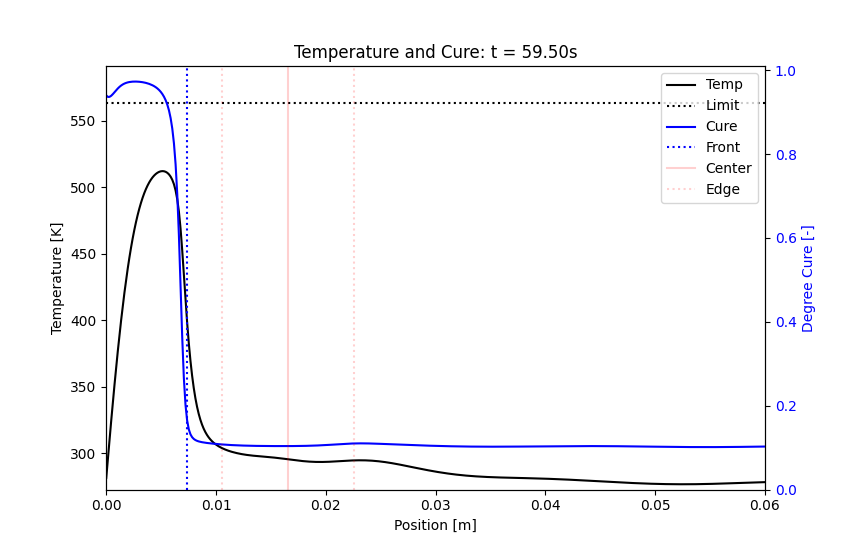 Temperature and Cure: t = 59.50s
Temperature [K]
550
500
450
400
350
300
Temp
Limit
Cure
Front
Center
Edge
1.0
0.8
0.6
0.4
0.2
0.0
Degree Cure [-]
0.00 0.01 0.02 0.03 0.04 0.05 0.06
Position [m]